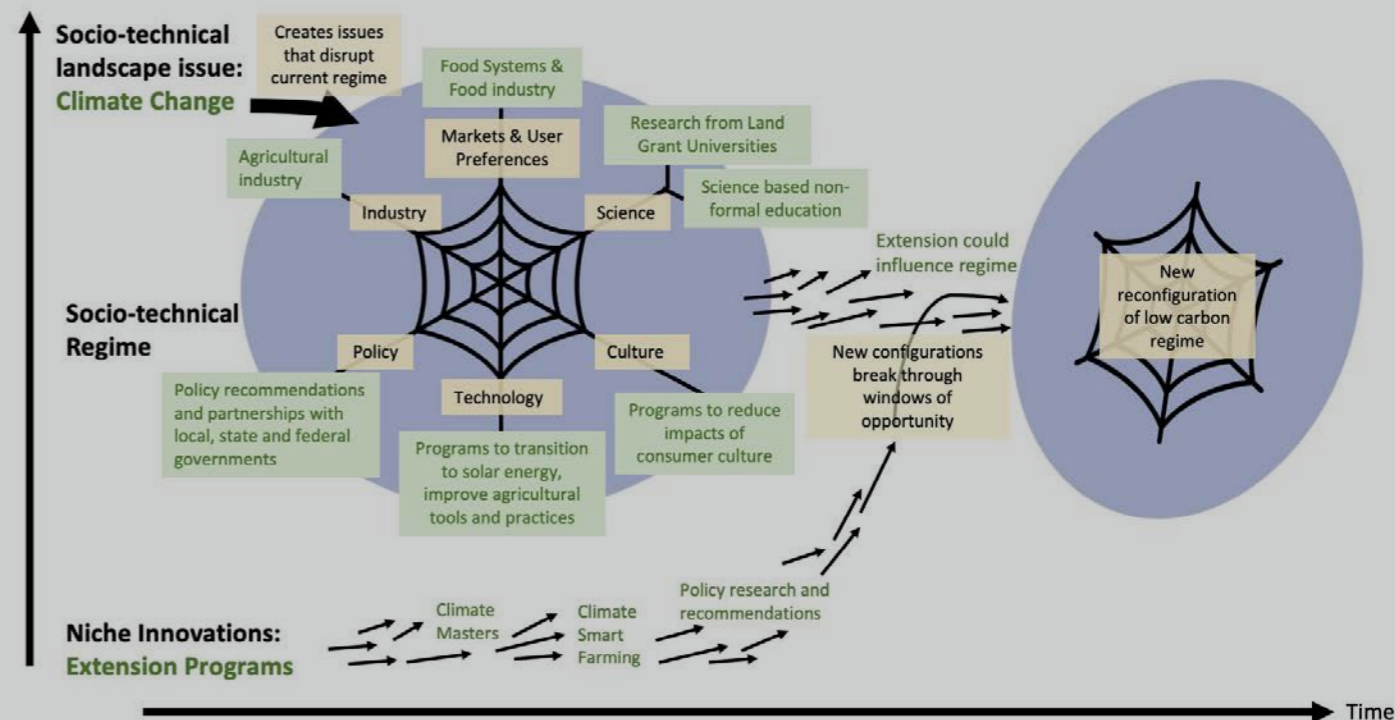 Socio-technical
landscape issue:
Climate Change
Creates issues
that disrupt
current regime
Food Systems &
Food industry
Markets & User
Preferences
Research from Land
Grant Universities
Agricultural
industry
Science based non-
formal education
Industry
Science
Extension could
influence regime
New
reconfiguration
of low carbon
regime
Socio-technical
Regime
Policy
Culture
New configurations
break through
windows of
opportunity
Technology
Policy recommendations
and partnerships with
local, state and federal
governments
Programs to reduce
impacts of
consumer culture
Programs to transition
to solar energy,
improve agricultural
tools and practices
Policy research and
recommendations
Climate
Masters
Climate
Smart
Farming
Niche Innovations:
Extension Programs
Time